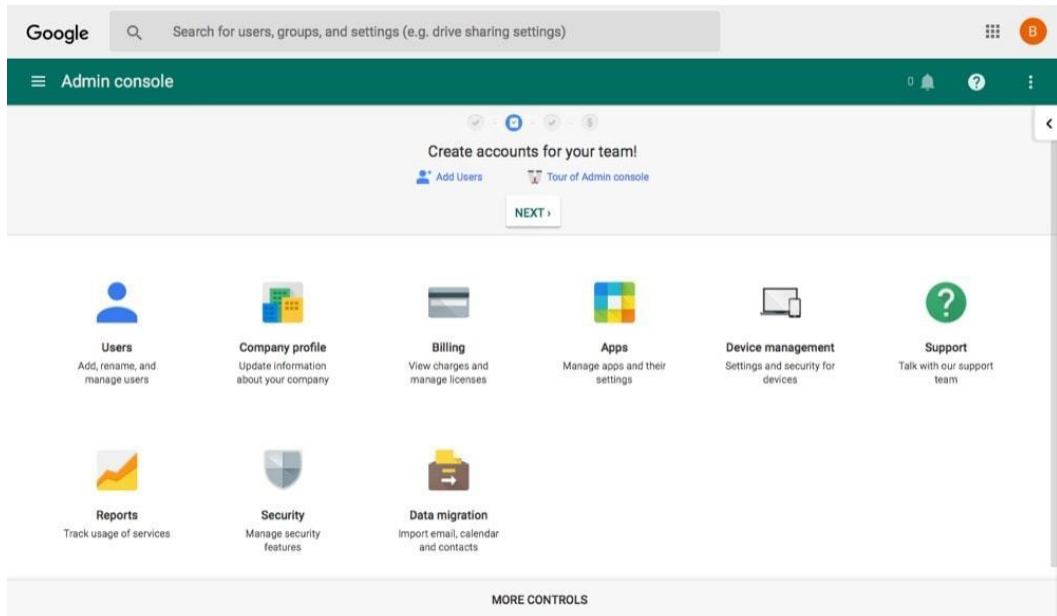 Google
Search for users, groups, and settings (e.g. drive sharing settings)
B
Admin console
0
?
$
Create accounts for your team!
Add Users
Tour of Admin console
NEXT ›
?
Users
Add, rename, and
manage users
Company profile
Update information
about your company
Billing
View charges and
manage licenses
Apps
Manage apps and their
settings
Device management
Settings and security for
devices
Support
Talk with our support
team
Reports
Track usage of services
Security
Manage security
features
Data migration
Import email, calendar
and contacts
MORE CONTROLS